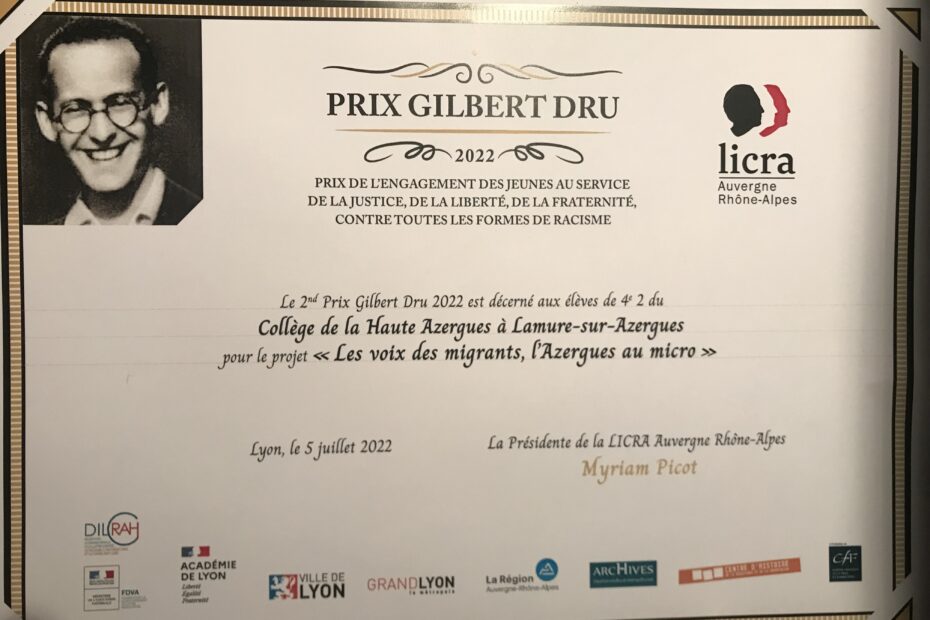 PRIX GILBERT DRU
2022
PRIX DE L'ENGAGEMENT DES JEUNES AU SERVICE
DE LA JUSTICE, DE LA LIBERTÉ, DE LA FRATERNITÉ,
CONTRE TOUTES LES FORMES DE RACISME
licra
Auvergne
Rhône-Alpes
Le 2nd Prix Gilbert Dru 2022 est décerné aux élèves de 4e 2 du
Collège de la Haute Azergues à Lamure-sur-Azergues
pour le projet « Les voix des migrants, l'Azergues au micro »
Lyon, le 5 juillet 2022
La Présidente de la LICRA Auvergne Rhône-Alpes
Myriam Picot
DILCRAH
FDVA
ACADÉMIE
DE LYON
Liberté
Égalité
Fraternité
VILLE DE
LYON
GRANDLYON
la métropole
La Région
Auvergne-Rhône-Alpes
ARCHIVES
CENTRE D'HISTOIRE